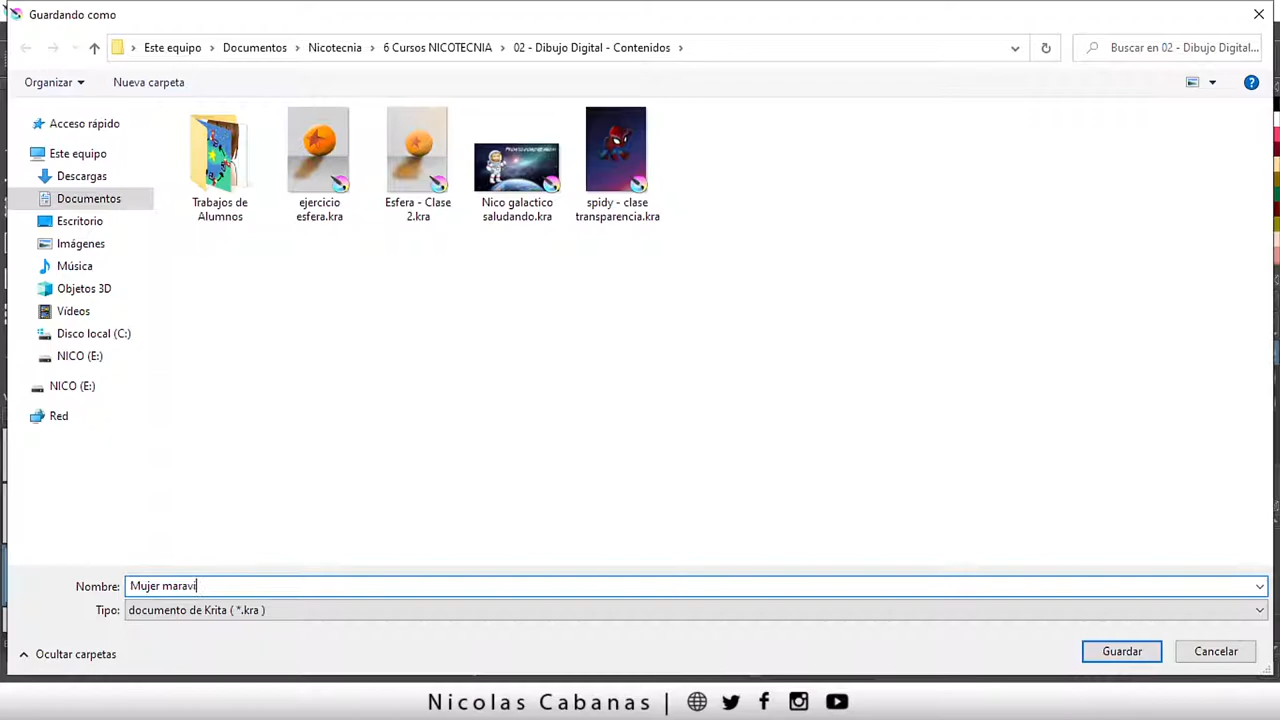 Guardando como
Este equipo
Documentos
Nicotecnia
6 Cursos NICOTECNIA
02 - Dibujo Digital - Contenidos
Buscar en 02 - Dibujo Digital...
Organizar
Nueva carpeta
Acceso rápido
Este equipo
Descargas
Documentos
Escritorio
Imágenes
Música
Objetos 3D
Vídeos
Disco local (C:)
NICO (E:)
NICO (E:)
Red
Trabajos de
Alumnos
ejercicio
esfera.kra
Esfera - Clase
2.kra
Nico galactico
saludando.kra
spidy - clase
transparencia.kra
Nombre: Mujer maravi
Tipo: documento de Krita ( *.kra )
Ocultar carpetas
Guardar
Cancelar
Nicolas Cabanas |